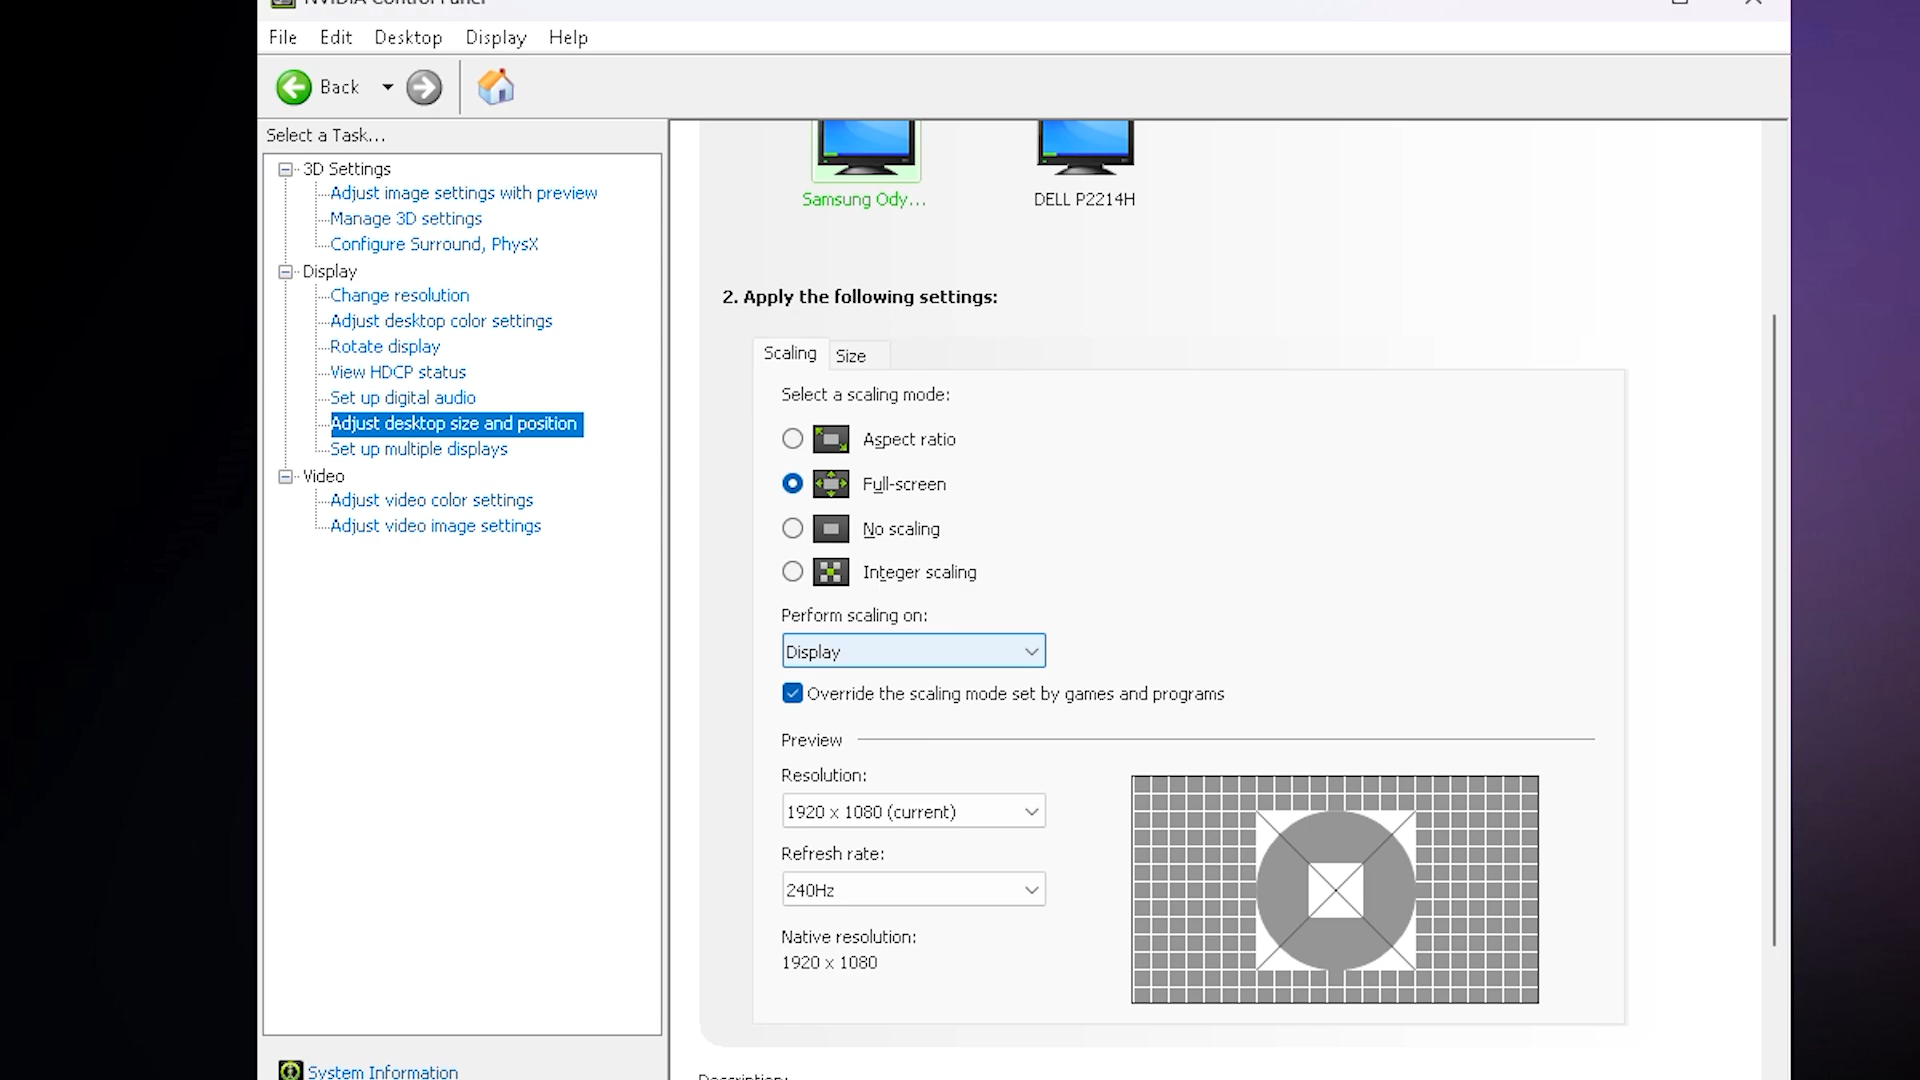 NVIDIA Control Panel
File Edit Desktop Display Help
Back
Select a Task...
3D Settings
Adjust image settings with preview
Manage 3D settings
Configure Surround, PhysX
Display
Change resolution
Adjust desktop color settings
Rotate display
View HDCP status
Set up digital audio
Adjust desktop size and position
Set up multiple displays
Video
Adjust video color settings
Adjust video image settings
System Information
Samsung Ody... DELL P2214H
2. Apply the following settings:
Scaling Size
Select a scaling mode:
Aspect ratio
Full-screen
No scaling
Integer scaling
Perform scaling on:
Display
Override the scaling mode set by games and programs
Preview
Resolution:
1920 x 1080 (current)
Refresh rate:
240Hz
Native resolution:
1920 x 1080
Description: